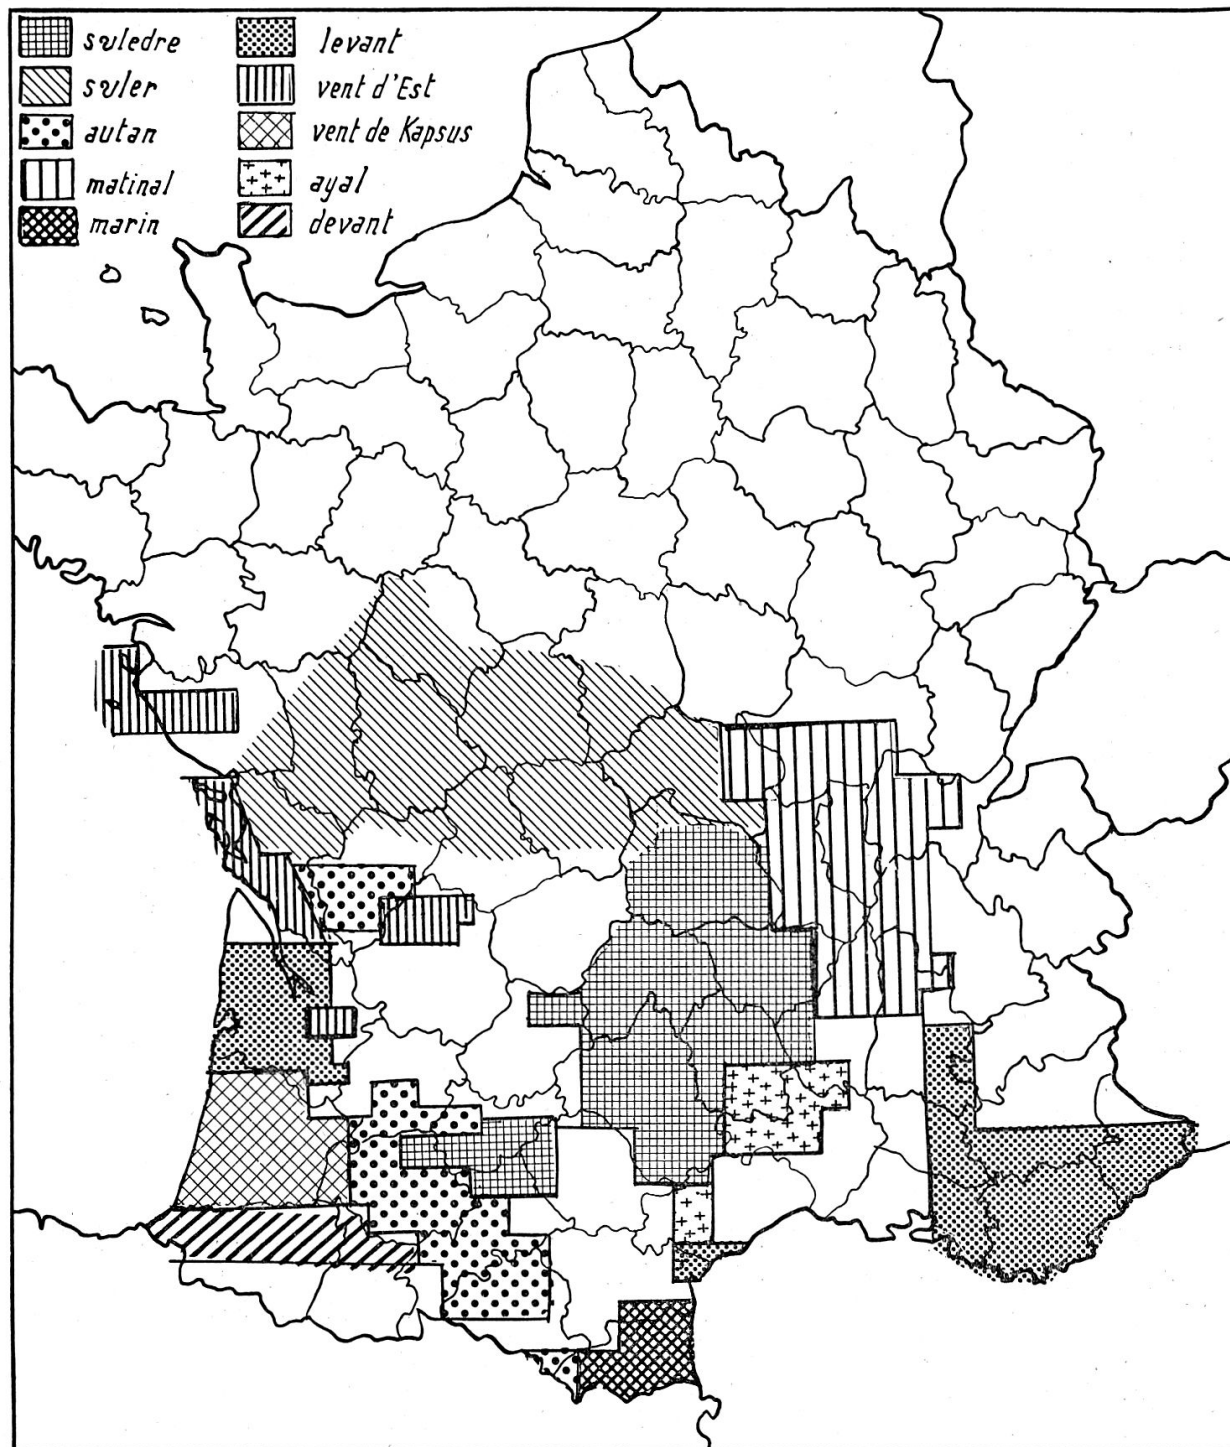 suledre
suler
autan
matinal
marin
levant
vent d'Est
vent de Kapsus
ayal
devant